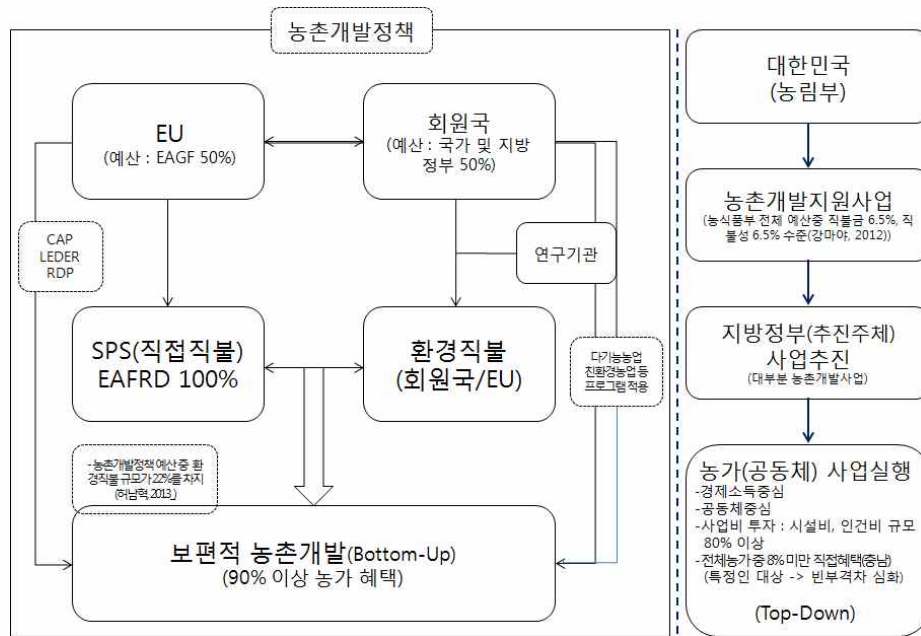 농촌개발정책
EU
(예산 : EAGF 50%)
회원국
(예산 : 국가 및 지방
정부 50%)
CAP
LEDER
RDP
연구기관
SPS(직접직불)
EAFRD 100%
환경직불
(회원국/EU)
다기능농업
친환경농업 등
프로그램 적용
- 농촌개발정책 예산 중 환
경직불 규모가 22%를 차지
(허남혁, 2013)
보편적 농촌개발(Bottom-Up)
(90% 이상 농가 혜택)
대한민국
(농림부)
농촌개발지원사업
(농식품부 전체 예산중 직불금 6.5%, 직
불성 6.5% 수준(강마야, 2012))
지방정부(추진주체)
사업추진
(대부분 농촌개발사업)
농가(공동체) 사업실행
-경제소득중심
-공동체중심
-사업비 투자 : 시설비, 인건비 규모
80% 이상
-전체농가 중 8% 미만 직접혜택(충남)
(특정인 대상 -> 빈부격차 심화)
(Top-Down)